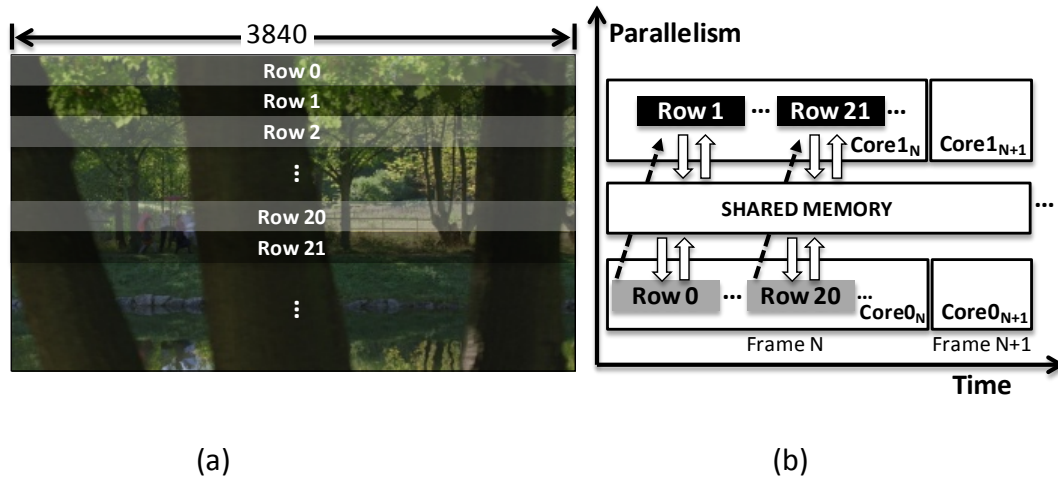 3840
Row 0
Row 1
Row 2
...
Row 20
Row 21
...
(a)
Parallelism
Row 1 ... Row 21 ...
Core1N Core1N+1
SHARED MEMORY ...
Row 0 ... Row 20 ...
Core0N Core0N+1
Frame N Frame N+1
Time
(b)